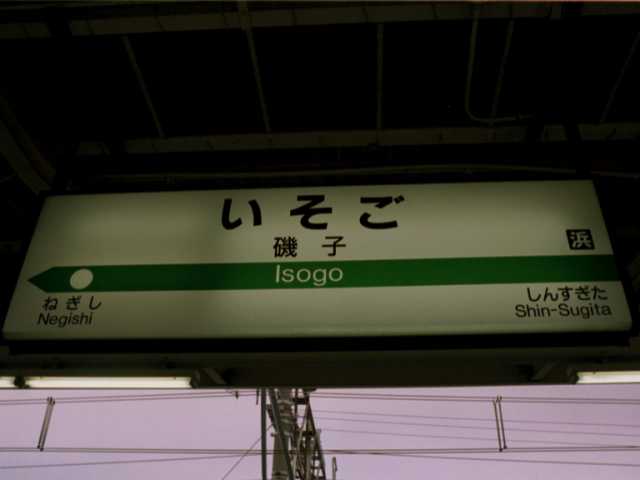 いそご
磯子
浜
Isogo
ねぎし
Negishi
しんすぎた
Shin-Sugita